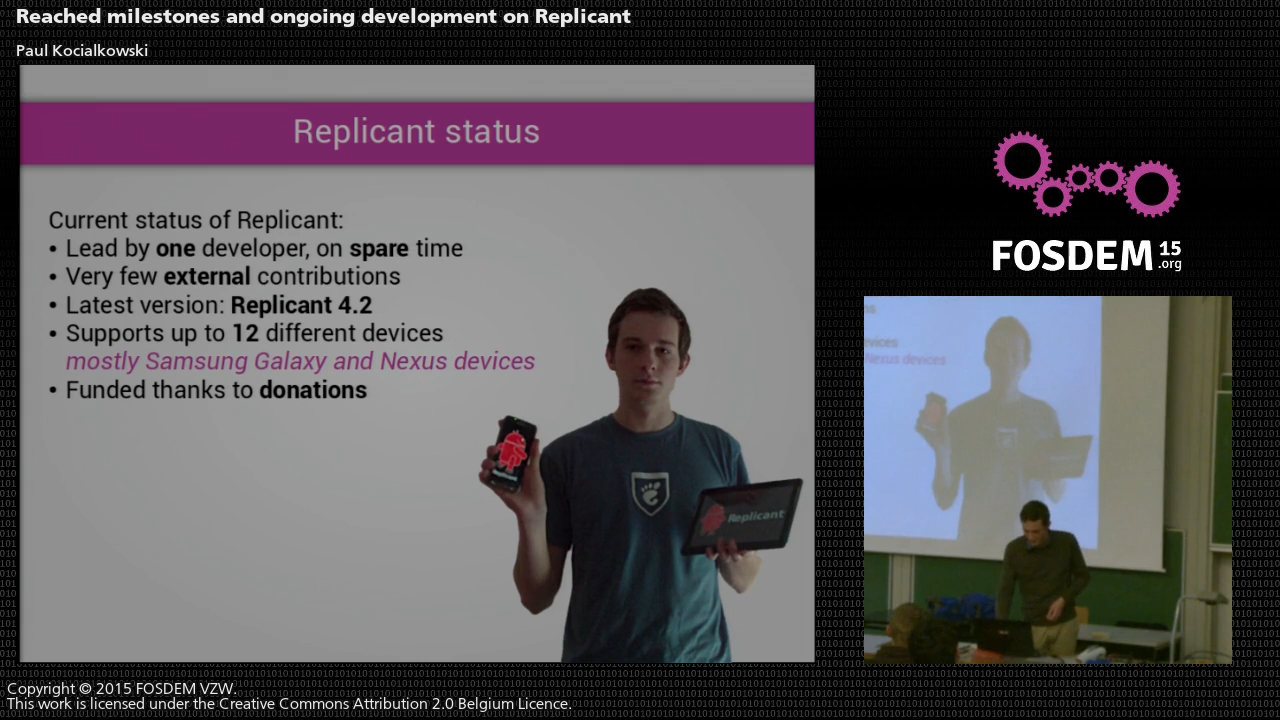 Reached milestones and ongoing development on Replicant
Paul Kocialkowski
Replicant status
Current status of Replicant:
• Lead by one developer, on spare time
• Very few external contributions
• Latest version: Replicant 4.2
• Supports up to 12 different devices
mostly Samsung Galaxy and Nexus devices
• Funded thanks to donations
Replicant
FOSDEM 15
.org
devices
Nexus devices
Copyright © 2015 FOSDEM VZW.
This work is licensed under the Creative Commons Attribution 2.0 Belgium Licence.